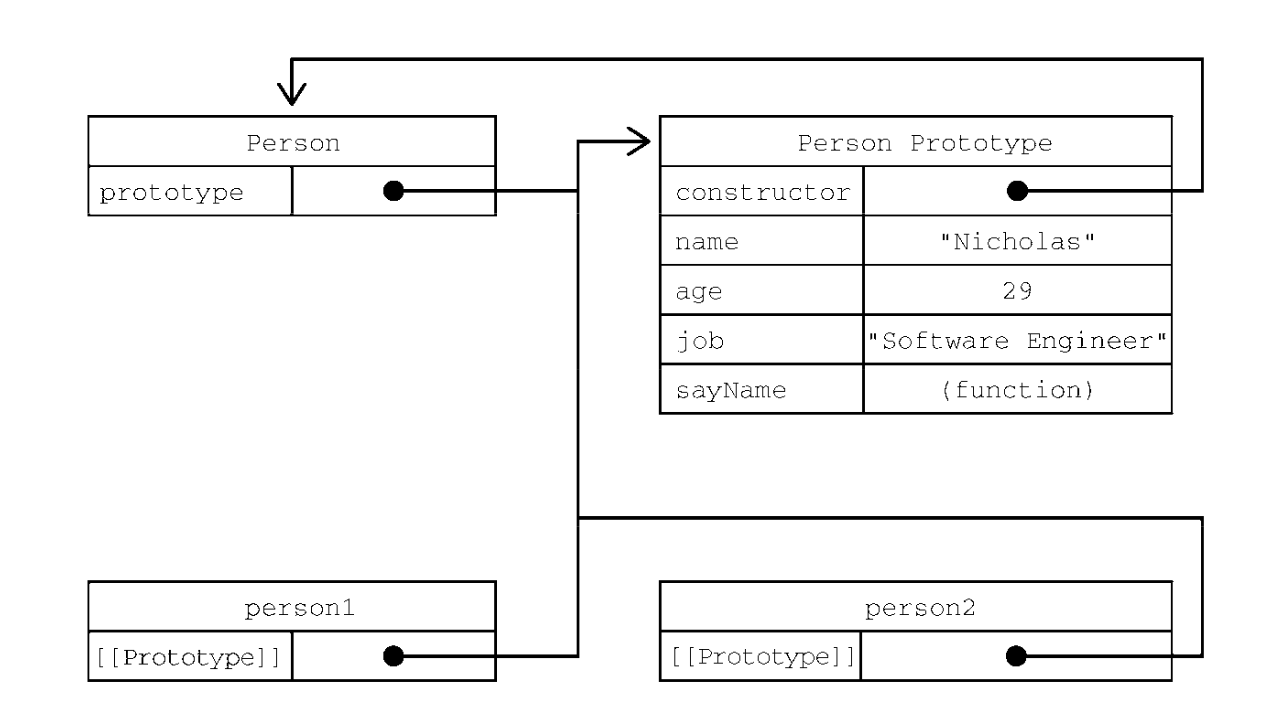 Person
prototype
Person Prototype
constructor
name "Nicholas"
age 29
job "Software Engineer"
sayName (function)
person1
[[Prototype]]
person2
[[Prototype]]